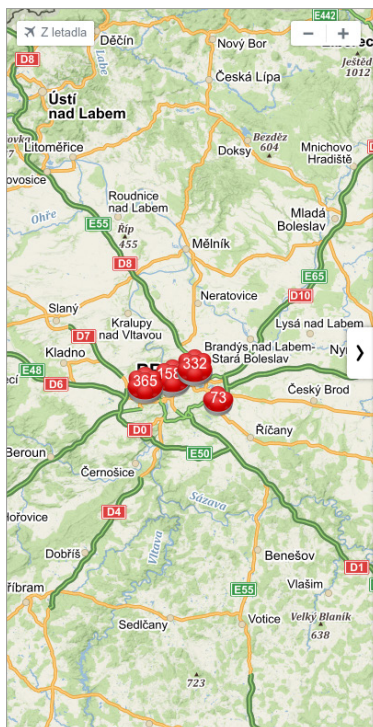 E442
Z letadla
− +
Děčín
Nový Bor
Labe
Ještěd
1012
D8
Česká Lípa
Ústí
nad Labem
Bezděz
604
Doksy
Mnichovo
Hradiště
Litoměřice
Roudnice
nad Labem
Ohře
Mladá
Boleslav
E55
Říp
455
Mělník
D8
E65
D10
Neratovice
Slaný
Kralupy
nad Vltavou
Lysá nad Labem
D7
Brandýs nad Labem-
Stará Boleslav
Kladno
E48
D6
332
365
73
Český Brod
D0
Říčany
Beroun
E50
Černošice
Sázava
D4
Vltava
Dobříš
Benešov
D1
Vlašim
E55
Sedlčany
Votice
Velký Blaník
638
723